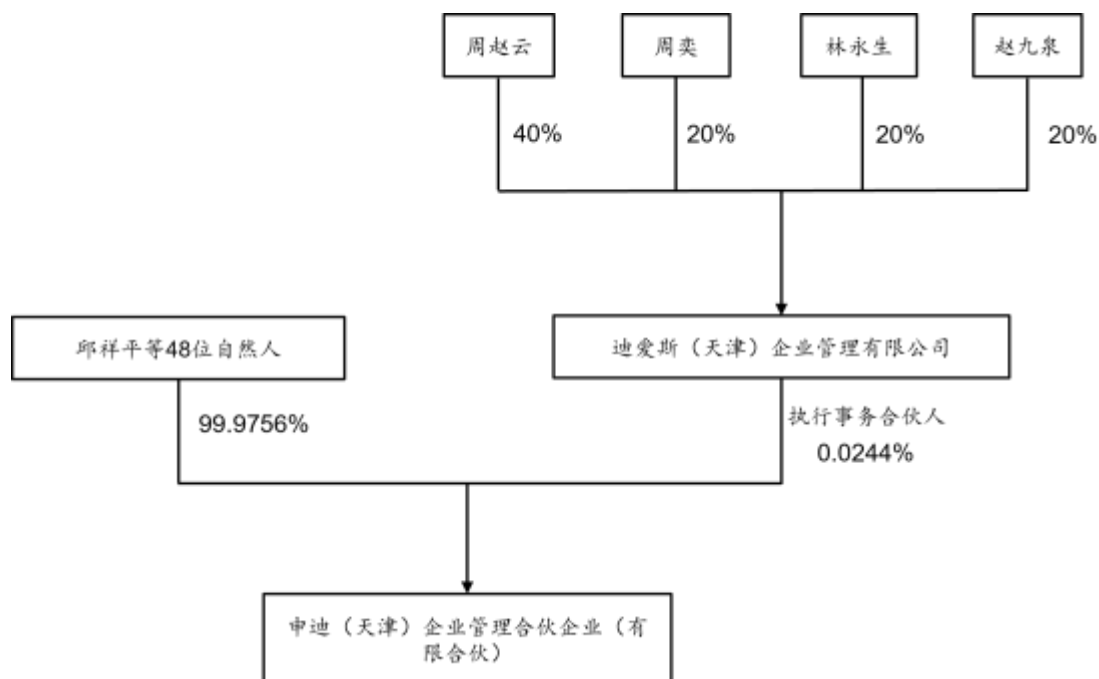 周赵云
周奕
林永生
赵九泉
40%
20%
20%
20%
邱祥平等48位自然人
迪爱斯（天津）企业管理有限公司
99.9756%
执行事务合伙人
0.0244%
申迪（天津）企业管理合伙企业（有
限合伙）